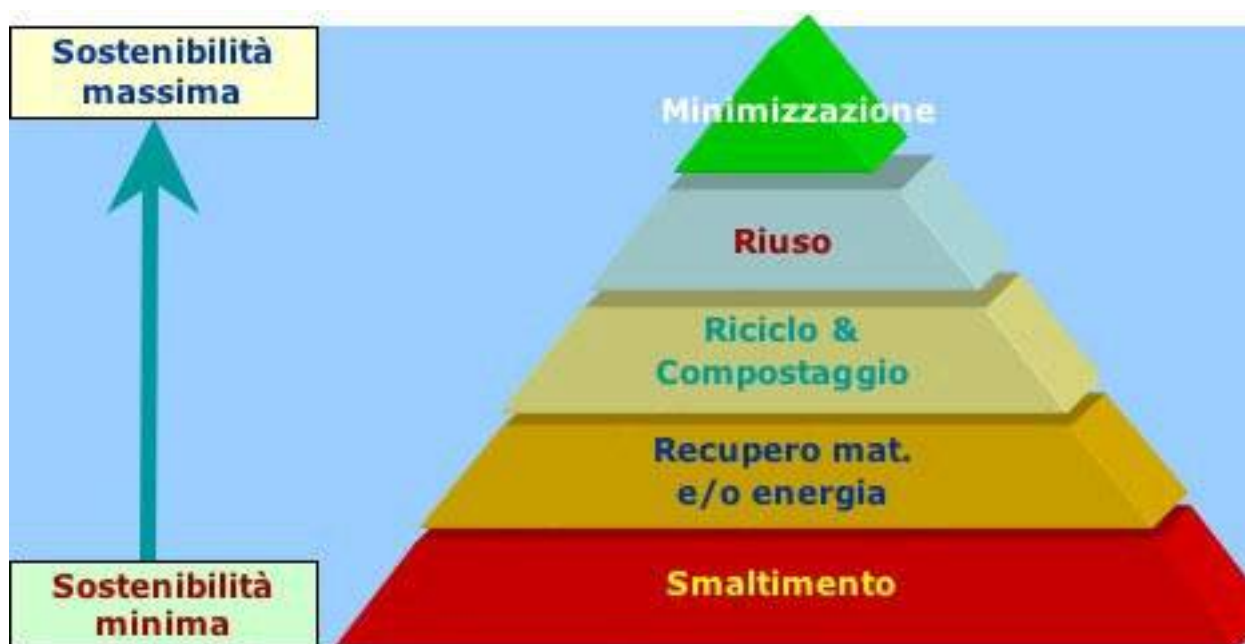 Sostenibilità
massima
Minimizzazione
Riuso
Riciclo &
Compostaggio
Recupero mat.
e/o energia
Smaltimento
Sostenibilità
minima